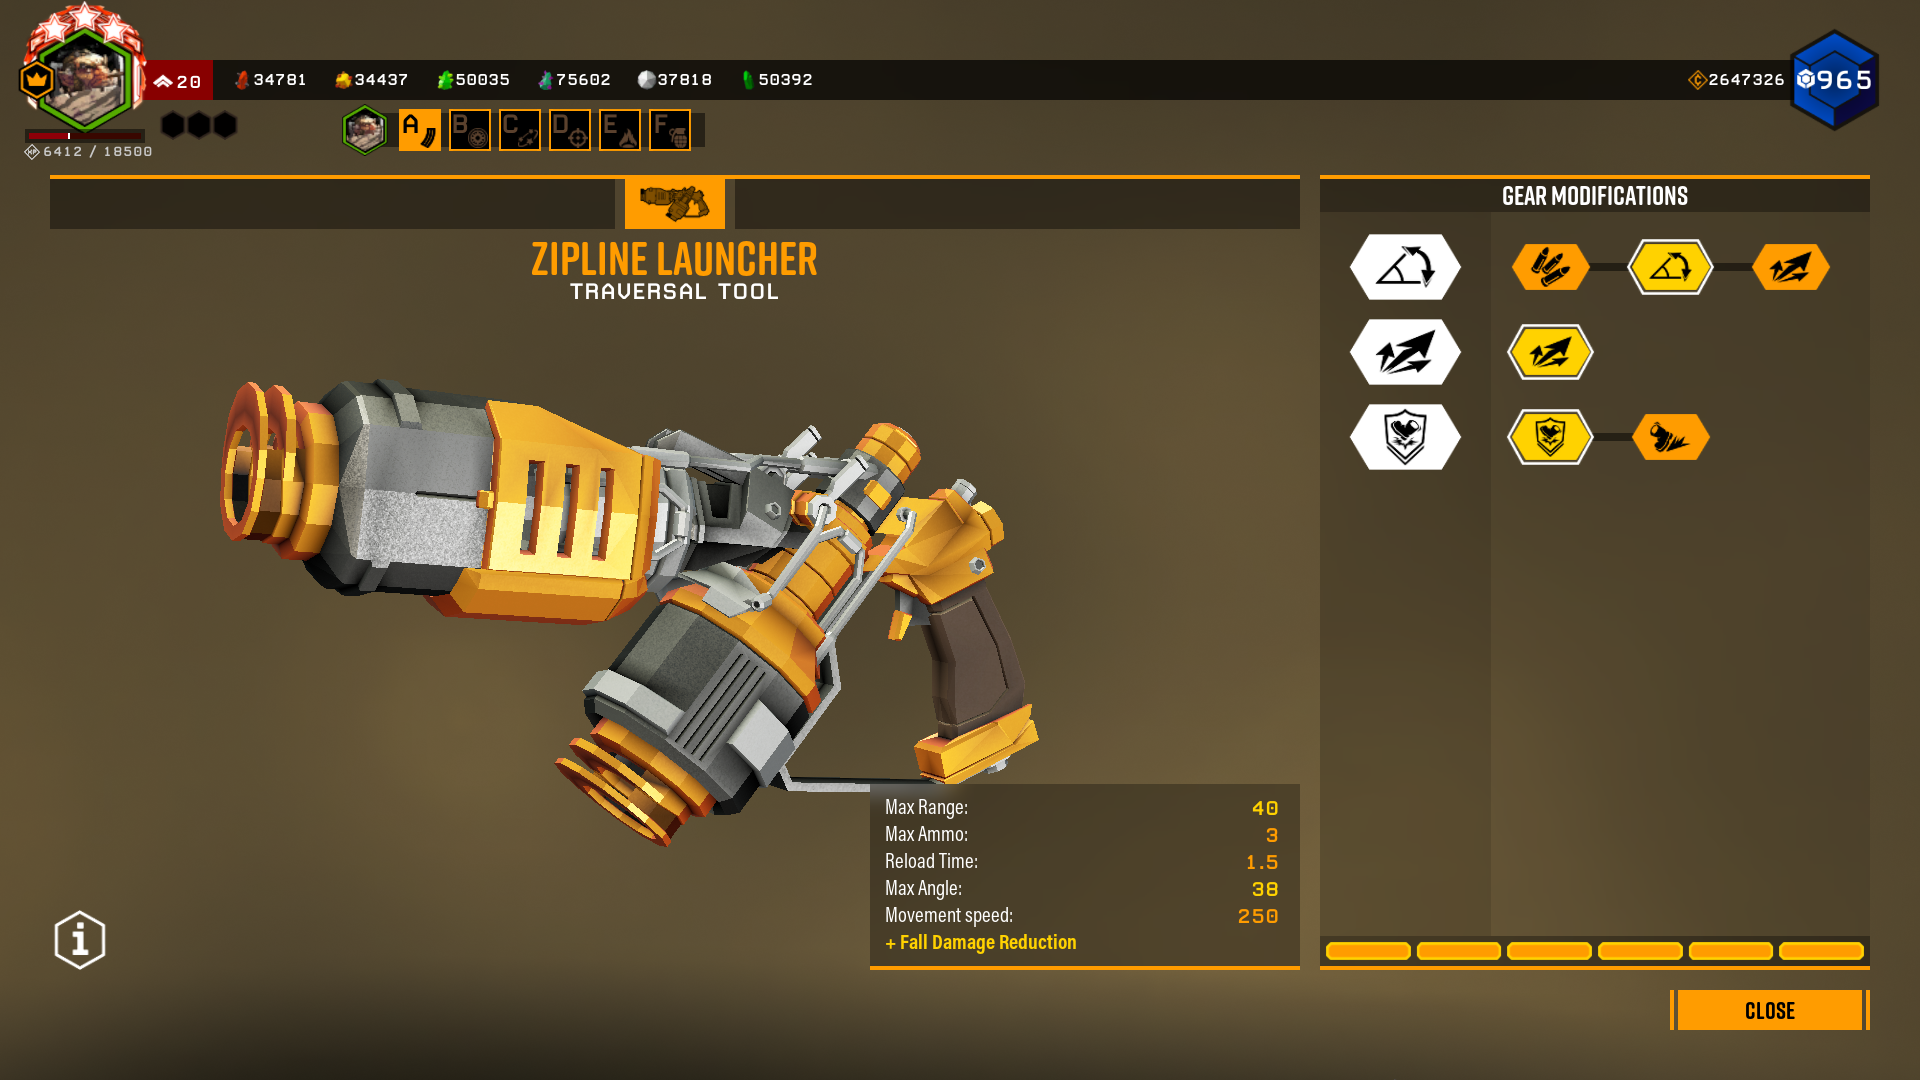 20 34781 34437 50035 75602 37818 50392 2647326 965
6412 / 18500
A B C D E F
GEAR MODIFICATIONS
ZIPLINE LAUNCHER
TRAVERSAL TOOL
Max Range: 40
Max Ammo: 3
Reload Time: 1.5
Max Angle: 38
Movement speed: 250
+ Fall Damage Reduction
CLOSE